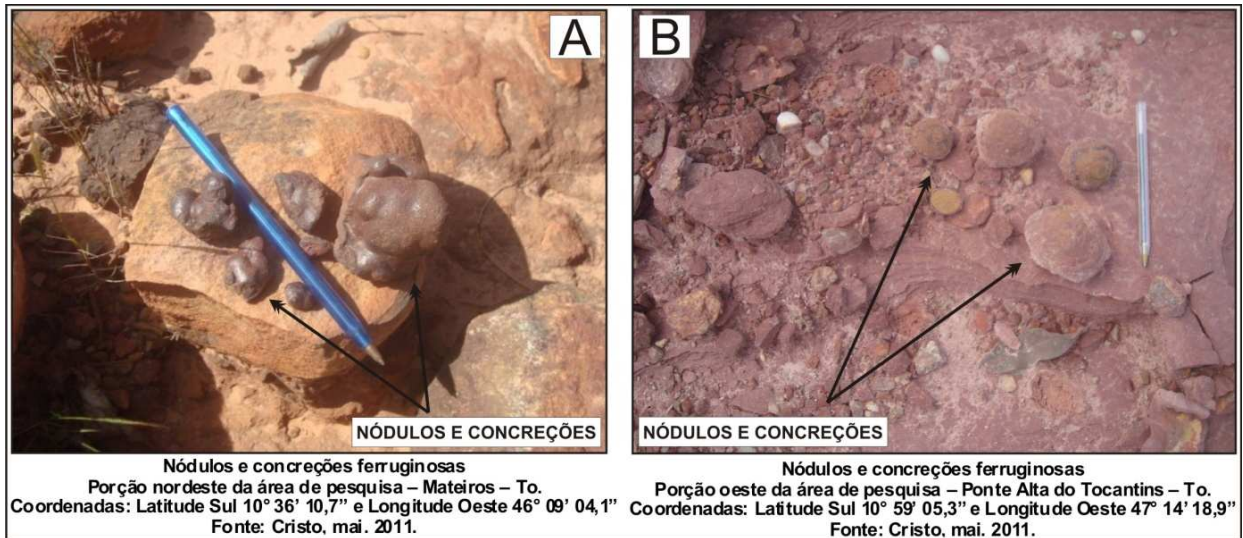 A
NÓDULOS E CONCREÇÕES
Nódulos e concreções ferruginosas
Porção nordeste da área de pesquisa – Mateiros – To.
Coordenadas: Latitude Sul 10° 36’ 10,7” e Longitude Oeste 46° 09’ 04,1”
Fonte: Cristo, mai. 2011.
B
NÓDULOS E CONCREÇÕES
Nódulos e concreções ferruginosas
Porção oeste da área de pesquisa – Ponte Alta do Tocantins – To.
Coordenadas: Latitude Sul 10° 59’ 05,3” e Longitude Oeste 47° 14’ 18,9”
Fonte: Cristo, mai. 2011.